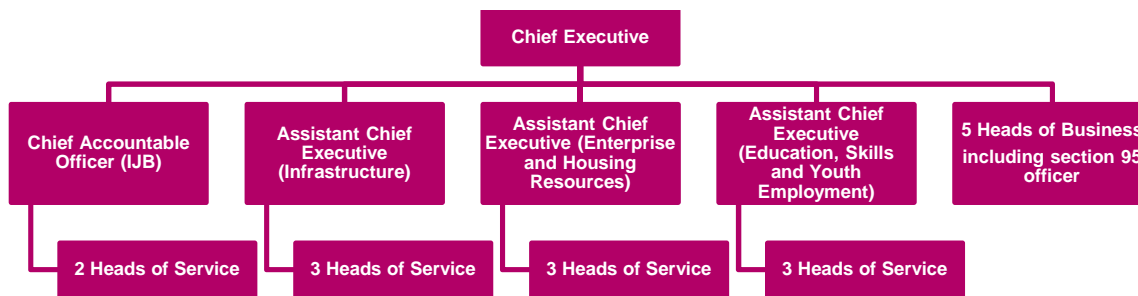 Chief Executive
Chief Accountable
Officer (IJB)
Assistant Chief
Executive
(Infrastructure)
Assistant Chief
Executive (Enterprise
and Housing
Resources)
Assistant Chief
Executive
(Education, Skills
and Youth
Employment)
5 Heads of Business
including section 95
officer
2 Heads of Service
3 Heads of Service
3 Heads of Service
3 Heads of Service